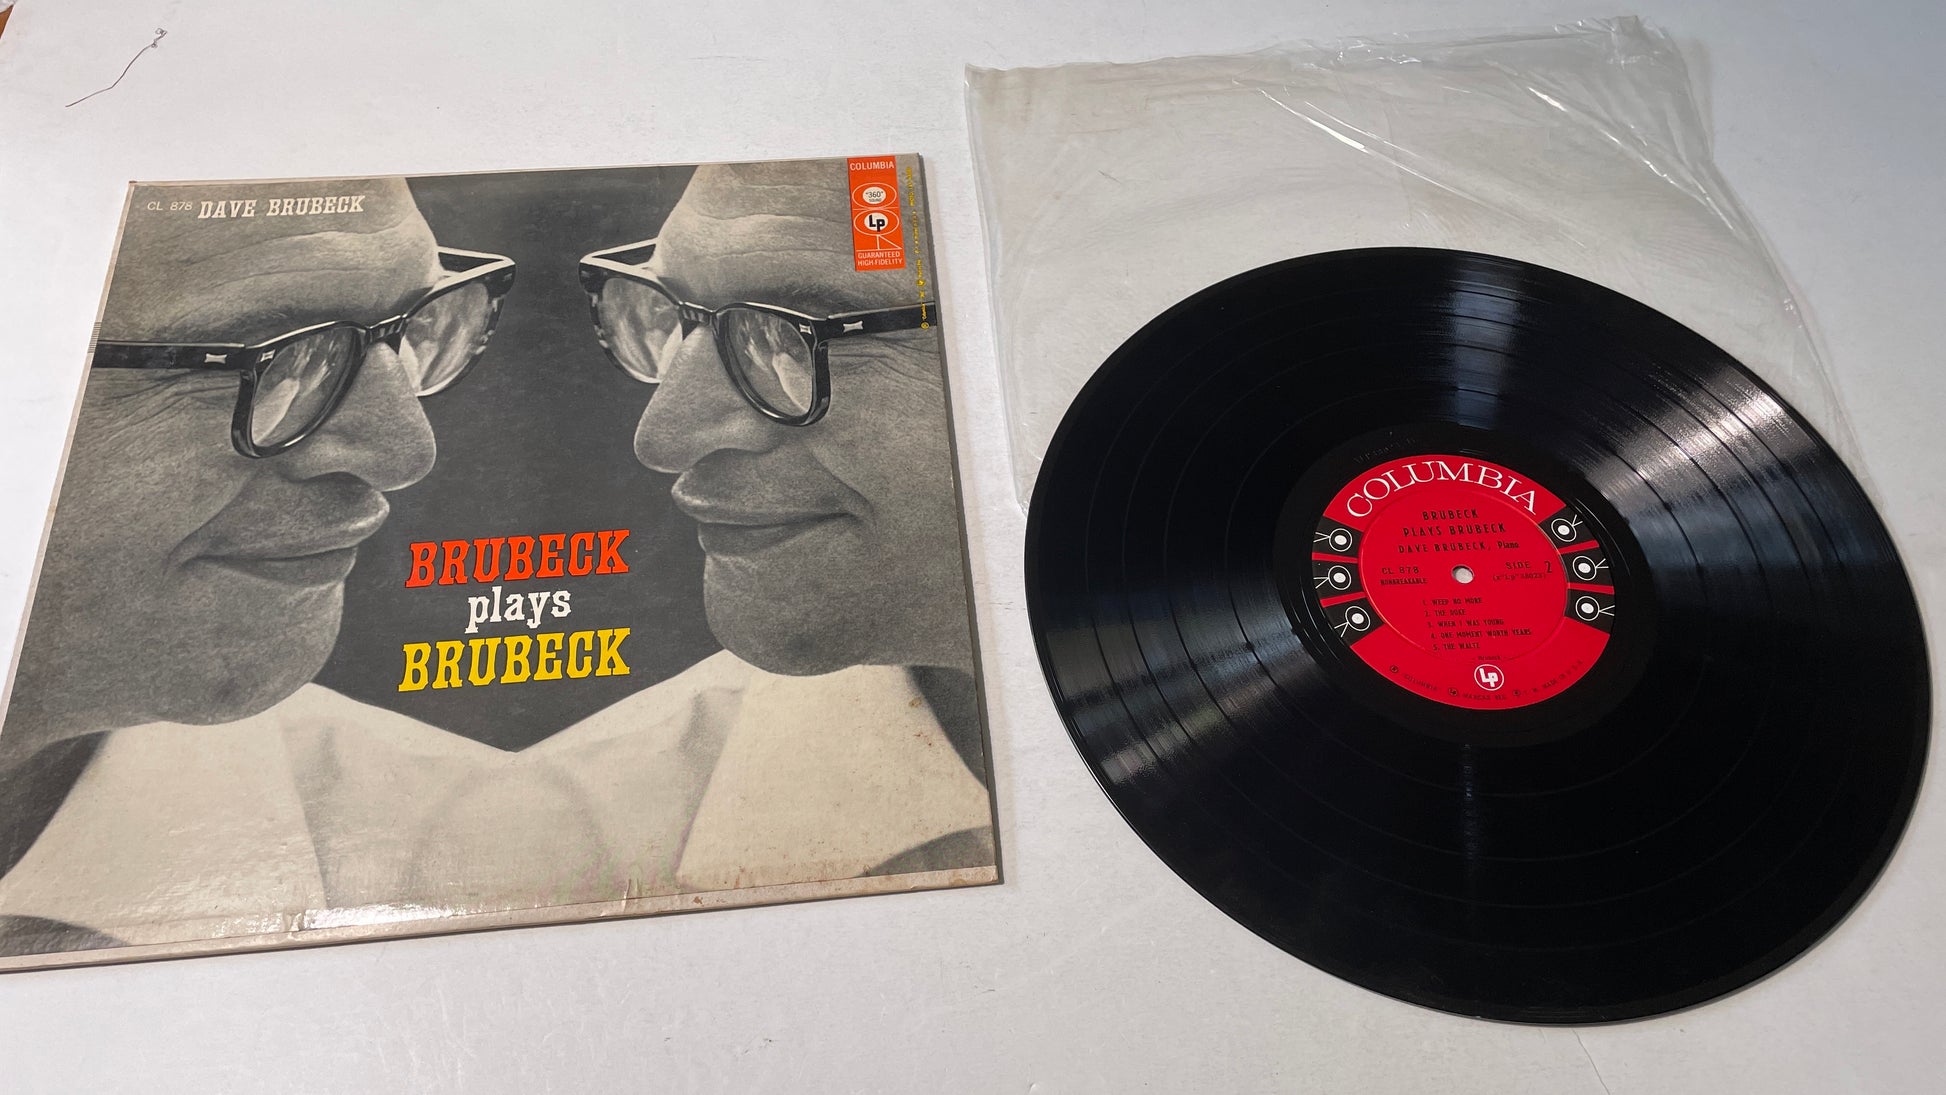 CL 878 DAVE BRUBECK
COLUMBIA
"360"
SOUND
Lp
GUARANTEED
HIGH-FIDELITY
BRUBECK
plays
BRUBECK
COLUMBIA
BRUBECK
PLAYS BRUBECK
DAVE BRUBECK, Piano
CL 878
NONBREAKABLE
SIDE 2
1. WEEP NO MORE
2. THE DUKE
3. WHEN I WAS YOUNG
4. ONE MOMENT WORTH YEARS
5. THE WALTZ
Lp